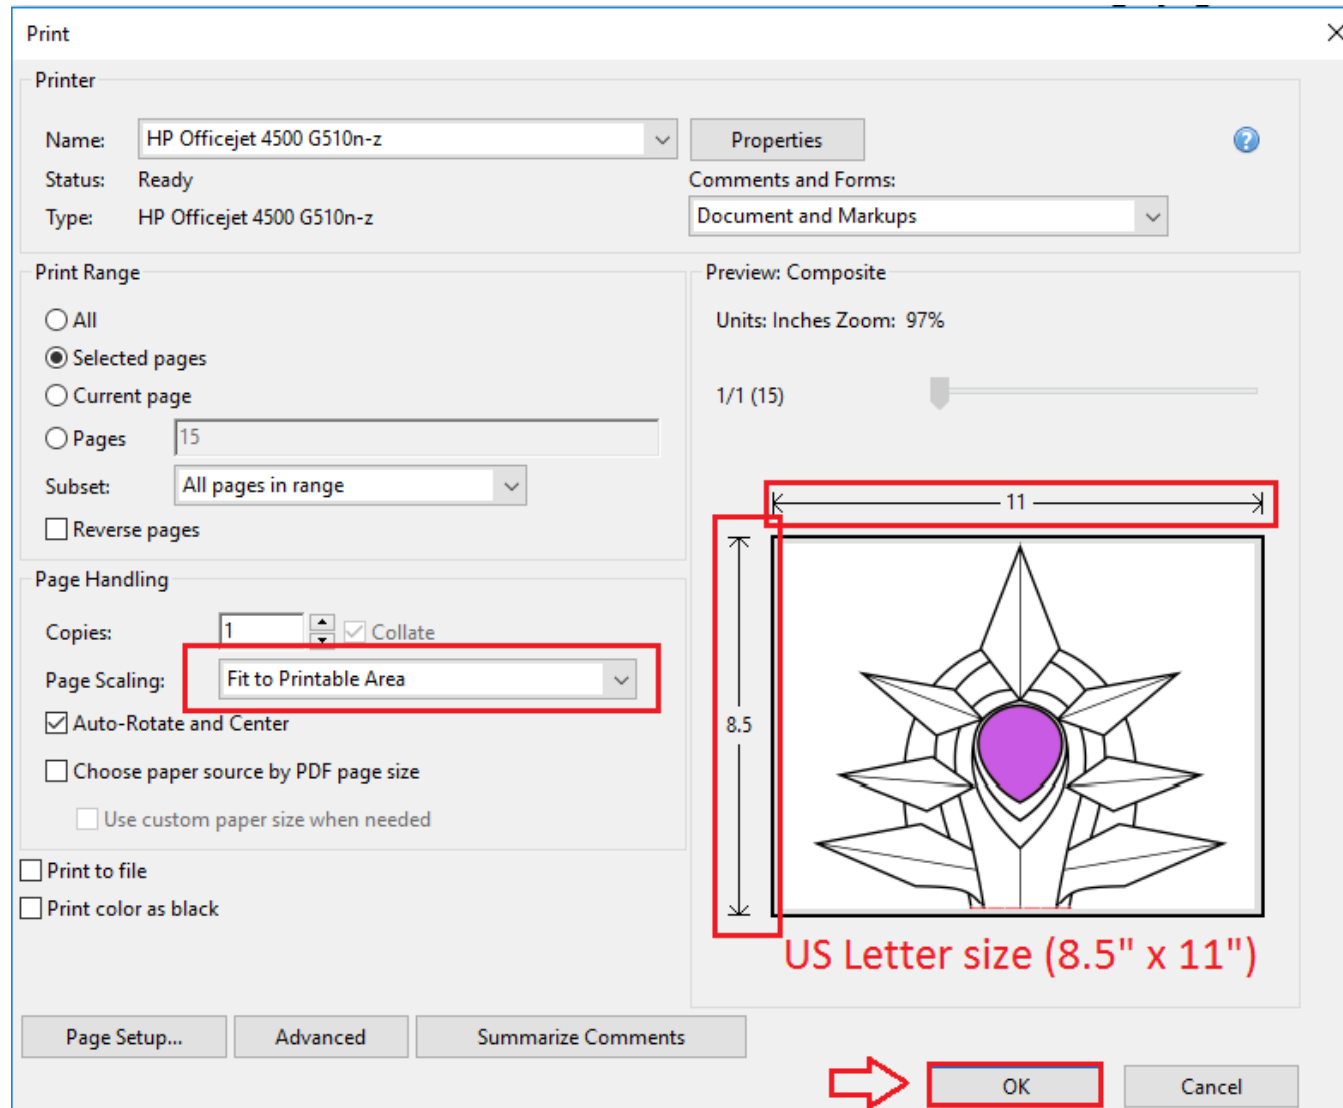 Print
Printer
Name: HP Officejet 4500 G510n-z Properties
Status: Ready Comments and Forms:
Type: HP Officejet 4500 G510n-z Document and Markups
Print Range
All
Selected pages
Current page
Pages 15
Subset: All pages in range
Reverse pages
Preview: Composite
Units: Inches Zoom: 97%
1/1 (15)
11
8.5
US Letter size (8.5" x 11")
Page Handling
Copies: 1 Collate
Page Scaling: Fit to Printable Area
Auto-Rotate and Center
Choose paper source by PDF page size
Use custom paper size when needed
Print to file
Print color as black
Page Setup... Advanced Summarize Comments
OK Cancel